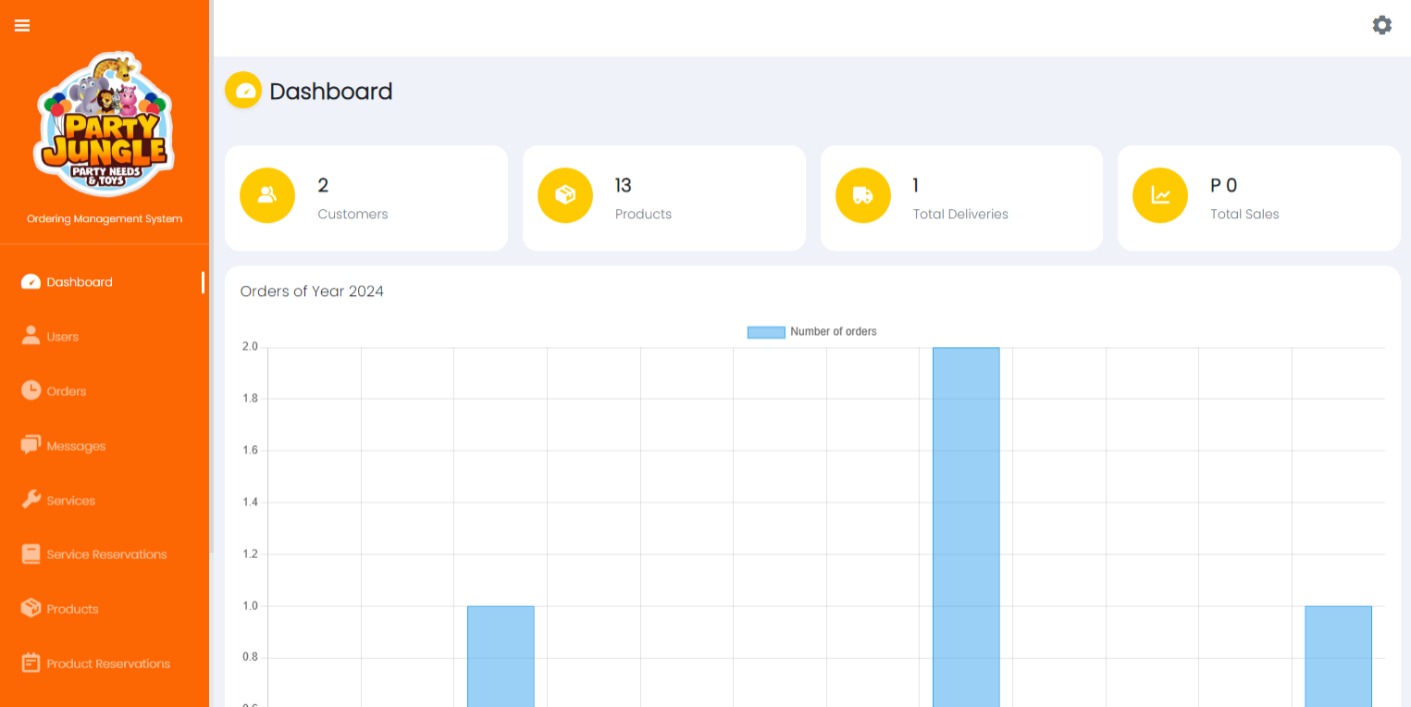 PARTY
JUNGLE
PARTY NEEDS
& TOYS
Ordering Management System
Dashboard
Users
Orders
Messages
Services
Service Reservations
Products
Product Reservations
Dashboard
2
Customers
13
Products
1
Total Deliveries
P 0
Total Sales
Orders of Year 2024
Number of orders
2.0
1.8
1.6
1.4
1.2
1.0
0.8